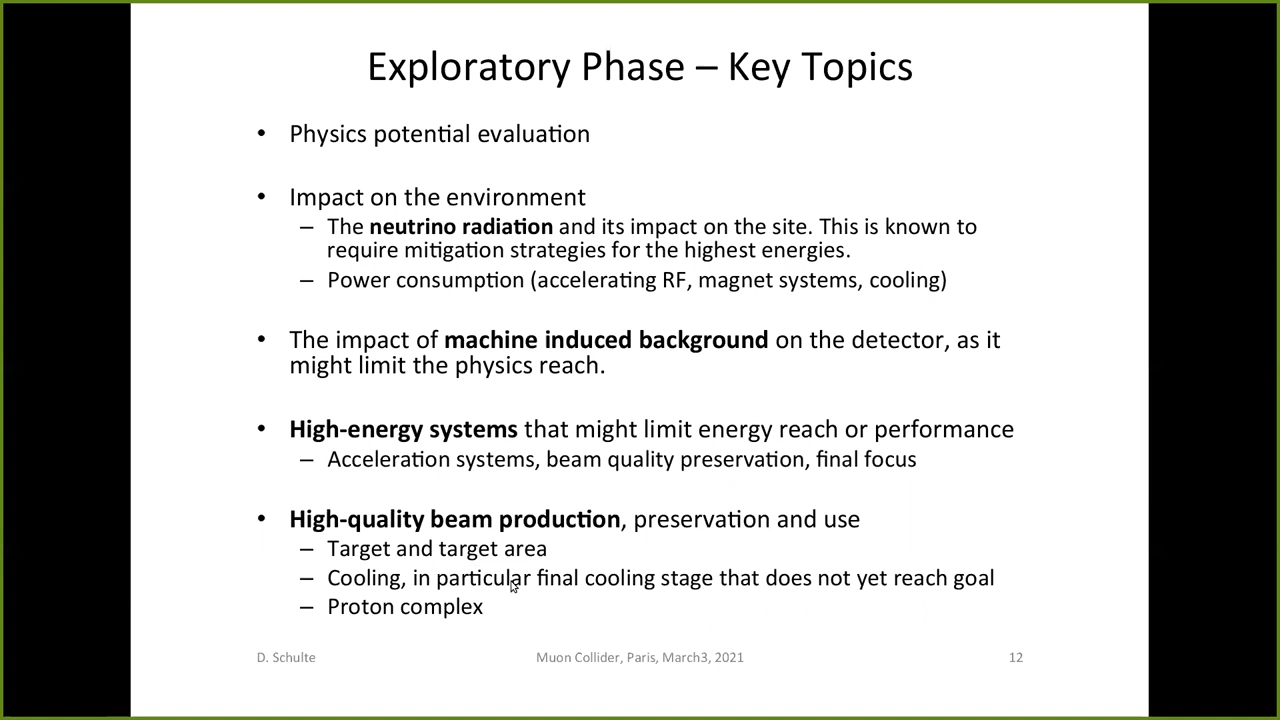 Exploratory Phase – Key Topics
• Physics potential evaluation
• Impact on the environment
– The neutrino radiation and its impact on the site. This is known to
require mitigation strategies for the highest energies.
– Power consumption (accelerating RF, magnet systems, cooling)
• The impact of machine induced background on the detector, as it
might limit the physics reach.
• High-energy systems that might limit energy reach or performance
– Acceleration systems, beam quality preservation, final focus
• High-quality beam production, preservation and use
– Target and target area
– Cooling, in particular final cooling stage that does not yet reach goal
– Proton complex
D. Schulte Muon Collider, Paris, March3, 2021 12